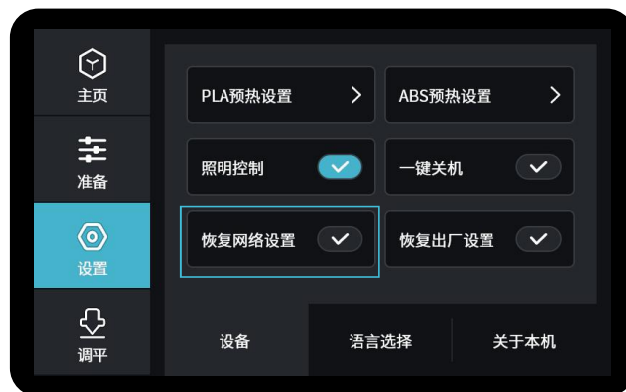 主页
准备
设置
调平
PLA预热设置
ABS预热设置
照明控制
一键关机
恢复网络设置
恢复出厂设置
设备
语言选择
关于本机